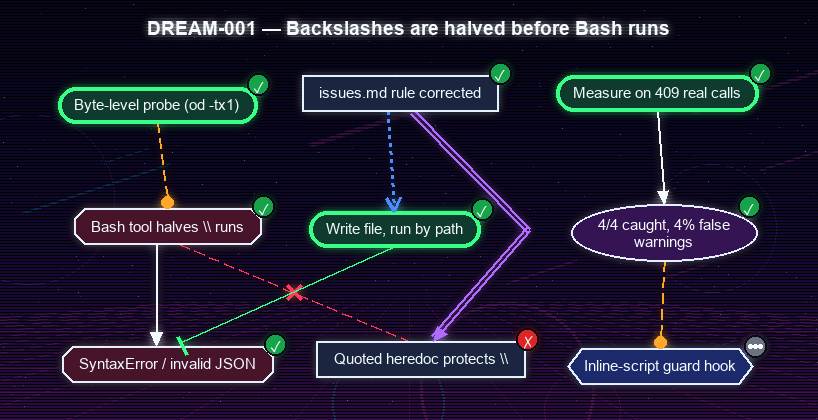 DREAM-001 — Backslashes are halved before Bash runs
Byte-level probe (od -tx1)
issues.md rule corrected
Measure on 409 real calls
Bash tool halves \\ runs
Write file, run by path
4/4 caught, 4% false
warnings
SyntaxError / invalid JSON
Quoted heredoc protects \\
Inline-script guard hook